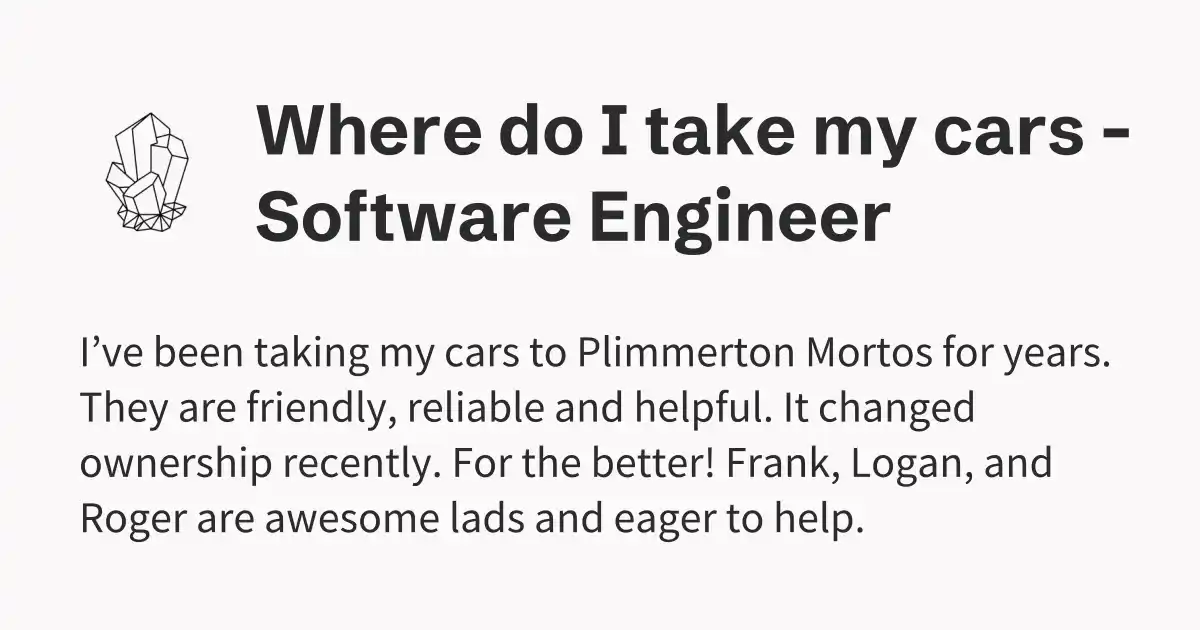 Where do I take my cars -
Software Engineer
I’ve been taking my cars to Plimmerton Mortos for years.
They are friendly, reliable and helpful. It changed
ownership recently. For the better! Frank, Logan, and
Roger are awesome lads and eager to help.